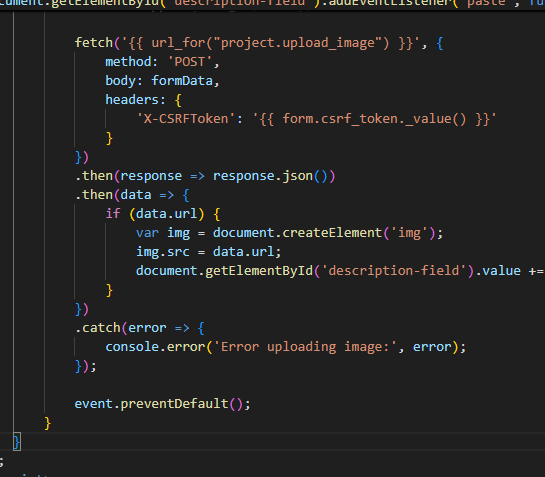 cument.getElementById('description-field').addEventListener('paste', fu
fetch('{{ url_for("project.upload_image") }}', {
method: 'POST',
body: formData,
headers: {
'X-CSRFToken': '{{ form.csrf_token._value() }}'
}
})
.then(response => response.json())
.then(data => {
if (data.url) {
var img = document.createElement('img');
img.src = data.url;
document.getElementById('description-field').value +=
}
})
.catch(error => {
console.error('Error uploading image:', error);
});
event.preventDefault();
}
}
;